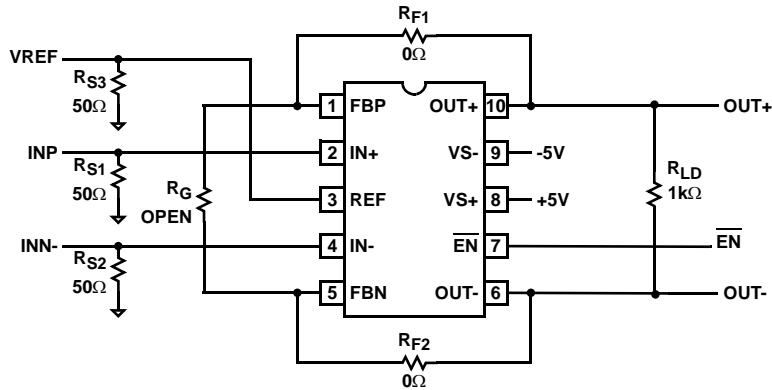 RF1
0Ω
VREF
RS3
50Ω
1 FBP OUT+ 10 OUT+
INP
2 IN+ VS- 9 -5V
RS1
50Ω
RG
OPEN
RLD
1kΩ
3 REF VS+ 8 +5V
INN-
4 IN- EN 7 EN
RS2
50Ω
5 FBN OUT- 6 OUT-
RF2
0Ω